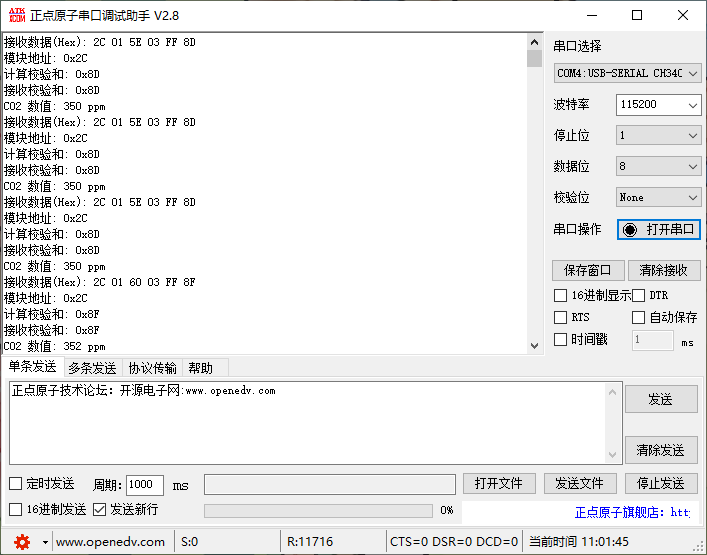 ATK
XCOM
正点原子串口调试助手 V2.8
接收数据(Hex): 2C 01 5E 03 FF 8D
模块地址: 0x2C
计算校验和: 0x8D
接收校验和: 0x8D
CO2 数值: 350 ppm
接收数据(Hex): 2C 01 5E 03 FF 8D
模块地址: 0x2C
计算校验和: 0x8D
接收校验和: 0x8D
CO2 数值: 350 ppm
接收数据(Hex): 2C 01 5E 03 FF 8D
模块地址: 0x2C
计算校验和: 0x8D
接收校验和: 0x8D
CO2 数值: 350 ppm
接收数据(Hex): 2C 01 60 03 FF 8F
模块地址: 0x2C
计算校验和: 0x8F
接收校验和: 0x8F
CO2 数值: 352 ppm
串口选择
COM4:USB-SERIAL CH340
波特率 115200
停止位 1
数据位 8
校验位 None
串口操作 打开串口
保存窗口 清除接收
16进制显示 DTR
RTS 自动保存
时间戳 1 ms
单条发送 多条发送 协议传输 帮助
正点原子技术论坛：开源电子网:www.openedv.com
发送
清除发送
定时发送 周期: 1000 ms 打开文件 发送文件 停止发送
16进制发送 发送新行 0% 正点原子旗舰店：htt
www.openedv.com S:0 R:11716 CTS=0 DSR=0 DCD=0 当前时间 11:01:45